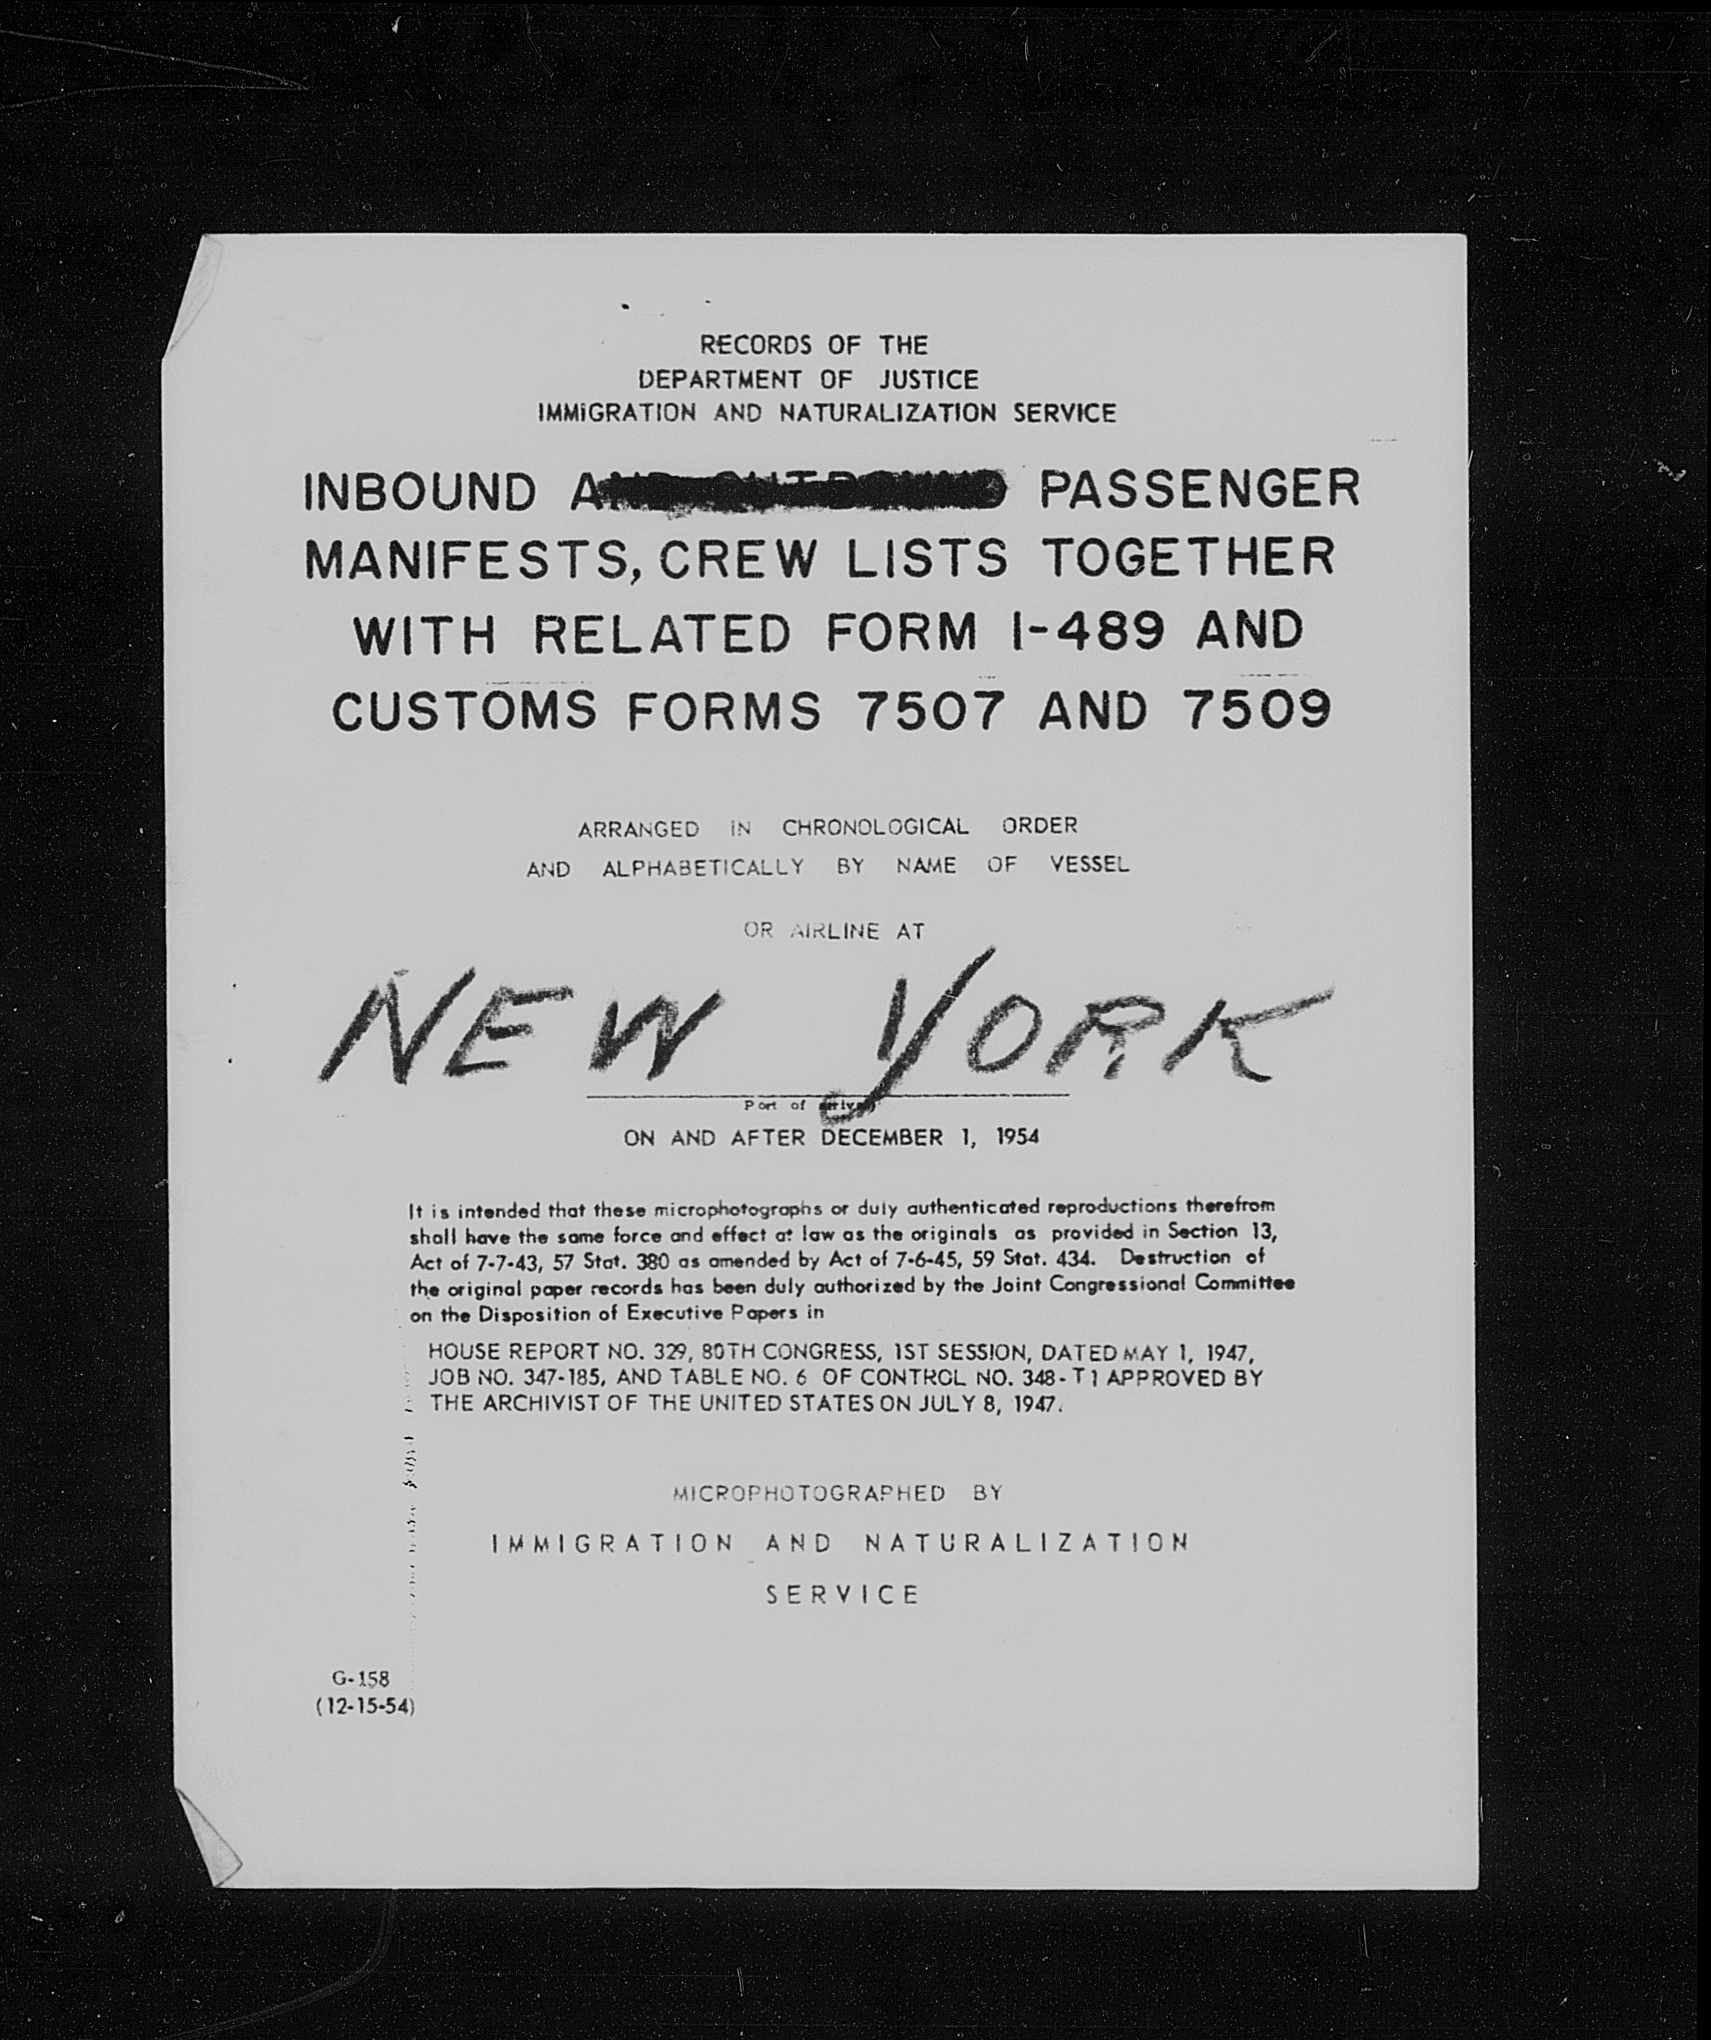 RECORDS OF THE
DEPARTMENT OF JUSTICE
IMMIGRATION AND NATURALIZATION SERVICE
INBOUND AND OUTBOUND PASSENGER
MANIFESTS, CREW LISTS TOGETHER
WITH RELATED FORM I-489 AND
CUSTOMS FORMS 7507 AND 7509
ARRANGED IN CHRONOLOGICAL ORDER
AND ALPHABETICALLY BY NAME OF VESSEL
OR AIRLINE AT
NEW YORK
Port of arrival
ON AND AFTER DECEMBER 1, 1954
It is intended that these microphotographs or duly authenticated reproductions therefrom
shall have the same force and effect at law as the originals as provided in Section 13,
Act of 7-7-43, 57 Stat. 380 as amended by Act of 7-6-45, 59 Stat. 434. Destruction of
the original paper records has been duly authorized by the Joint Congressional Committee
on the Disposition of Executive Papers in
HOUSE REPORT NO. 329, 80TH CONGRESS, 1ST SESSION, DATED MAY 1, 1947,
JOB NO. 347-185, AND TABLE NO. 6 OF CONTROL NO. 348-T1 APPROVED BY
THE ARCHIVIST OF THE UNITED STATES ON JULY 8, 1947.
MICROPHOTOGRAPHED BY
IMMIGRATION AND NATURALIZATION
SERVICE
G-158
(12-15-54)